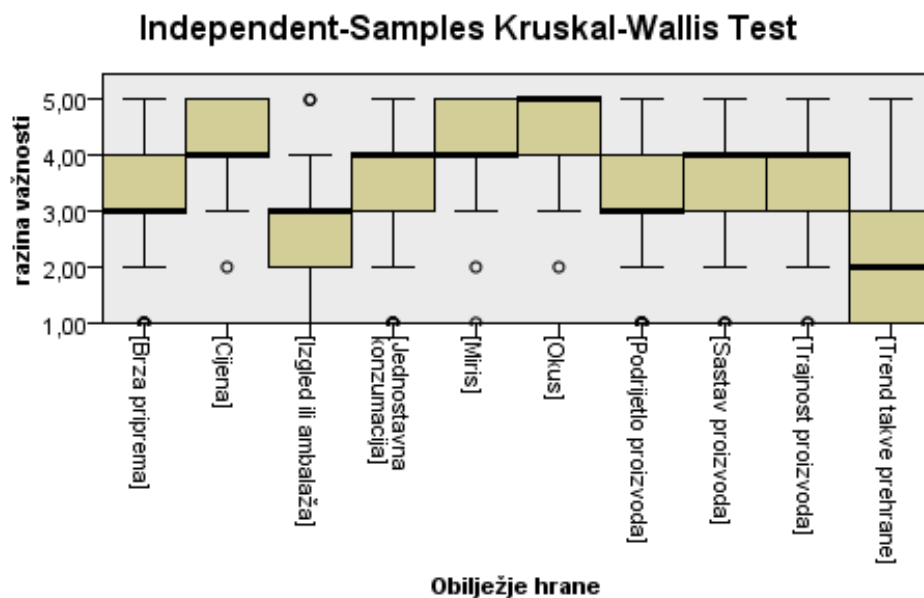 Independent-Samples Kruskal-Wallis Test
razina važnosti
5,00
4,00
3,00
2,00
1,00
[Brza priprema]
[Cijena]
[Izgled ili ambalaža]
[Jednostavna
konzumacija]
[Miris]
[Okus]
[Podrijetlo proizvoda]
[Sastav proizvoda]
[Trajnost proizvoda]
[Trend takve prehrane]
Obilježje hrane